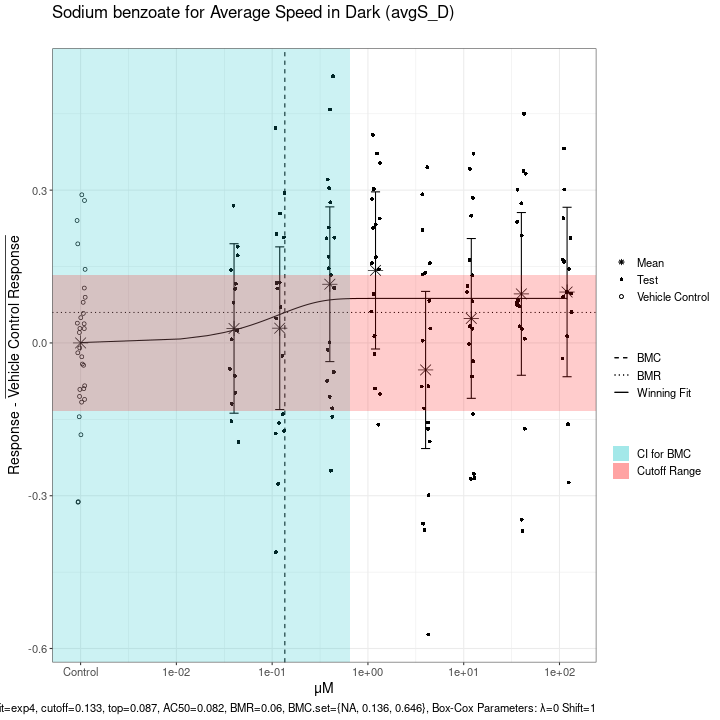 Sodium benzoate for Average Speed in Dark (avgS_D)
Response - Vehicle Control Response
0.3
0.0
-0.3
-0.6
Control
1e-02
1e-01
1e+00
1e+01
1e+02
µM
Mean
Test
Vehicle Control
BMC
BMR
Winning Fit
CI for BMC
Cutoff Range
it=exp4, cutoff=0.133, top=0.087, AC50=0.082, BMR=0.06, BMC.set={NA, 0.136, 0.646}, Box-Cox Parameters: λ=0 Shift=1